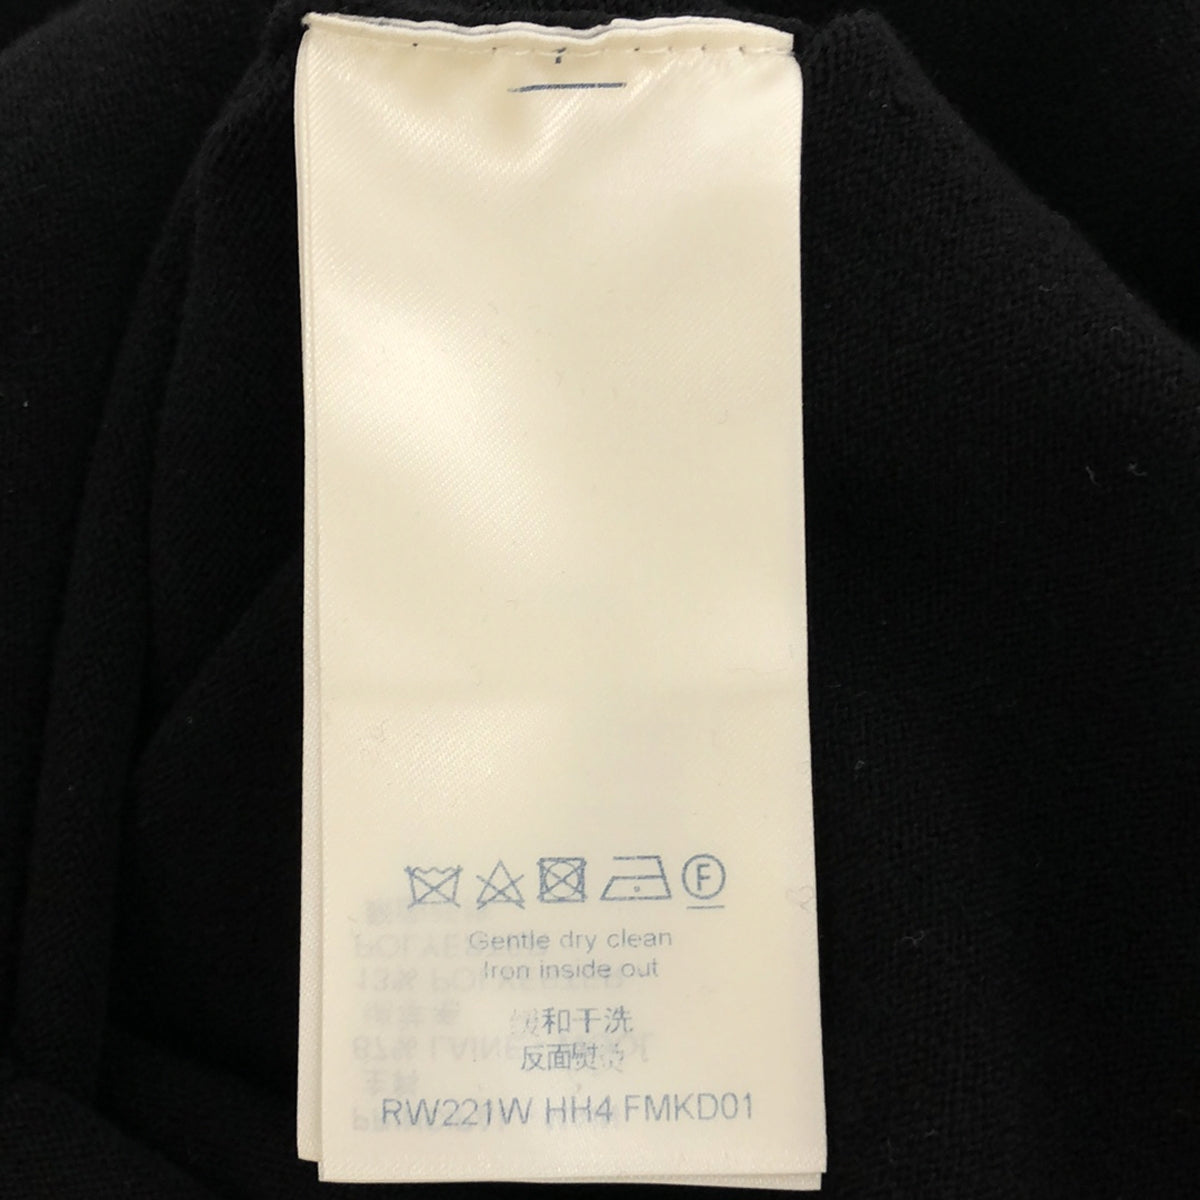 F
Gentle dry clean
Iron inside out
缓和干洗
反面熨烫
RW221W HH4 FMKD01